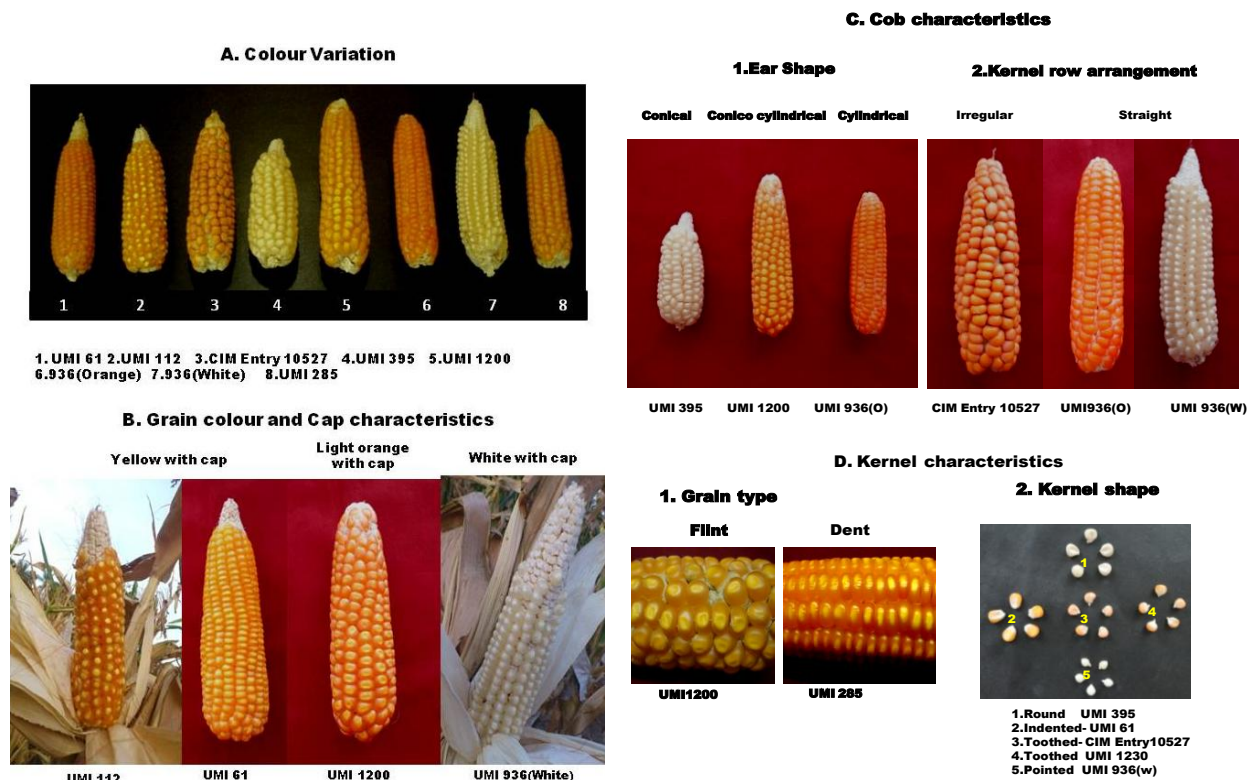 A. Colour Variation
1 2 3 4 5 6 7 8
1. UMI 61 2.UMI 112 3.CIM Entry 10527 4.UMI 395 5.UMI 1200
6.936(Orange) 7.936(White) 8.UMI 285
B. Grain colour and Cap characteristics
Yellow with cap
Light orange
with cap
White with cap
UMI 112
UMI 61
UMI 1200
UMI 936(White)
C. Cob characteristics
1.Ear Shape
Conical Conico cylindrical Cylindrical
UMI 395 UMI 1200 UMI 936(O)
2.Kernel row arrangement
Irregular Straight
CIM Entry 10527 UMI936(O) UMI 936(W)
D. Kernel characteristics
1. Grain type
Flint Dent
UMI1200 UMI 285
2. Kernel shape
1
2 3 4
5
1.Round UMI 395
2.Indented- UMI 61
3.Toothed- CIM Entry10527
4.Toothed UMI 1230
5.Pointed UMI 936(w)